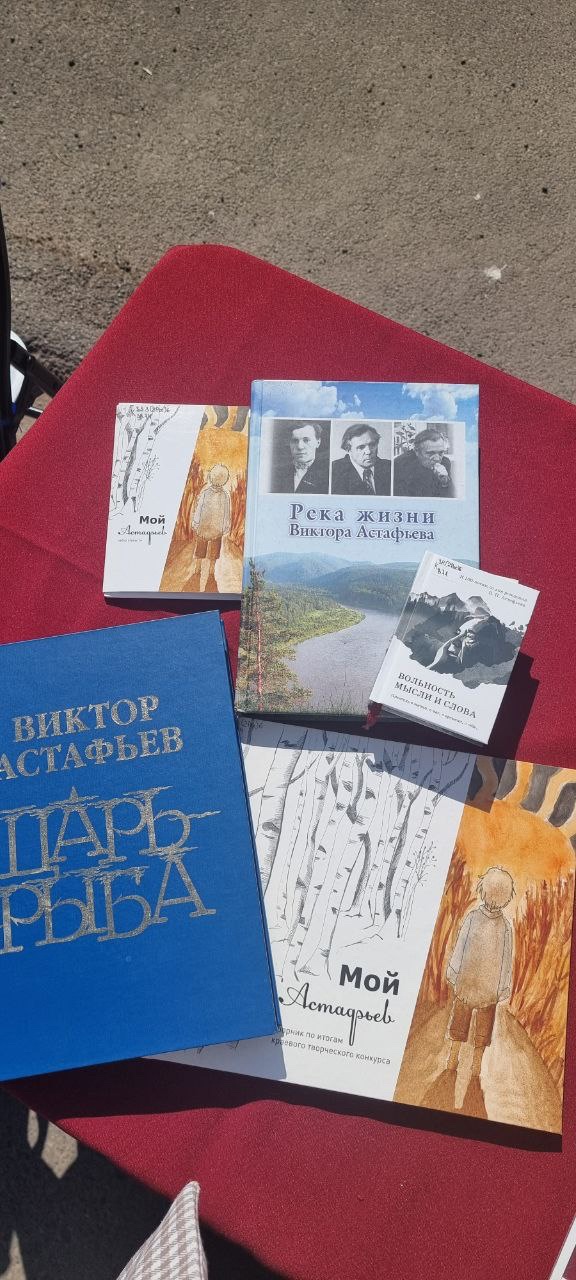 Мой
Астафьев
Река жизни
Виктора Астафьева
ВОЛЬНОСТЬ
МЫСЛИ И СЛОВА
ВИКТОР
АСТАФЬЕВ
ЦАРЬ-
РЫБА
Мой
Астафьев
по итогам
краевого творческого конкурса